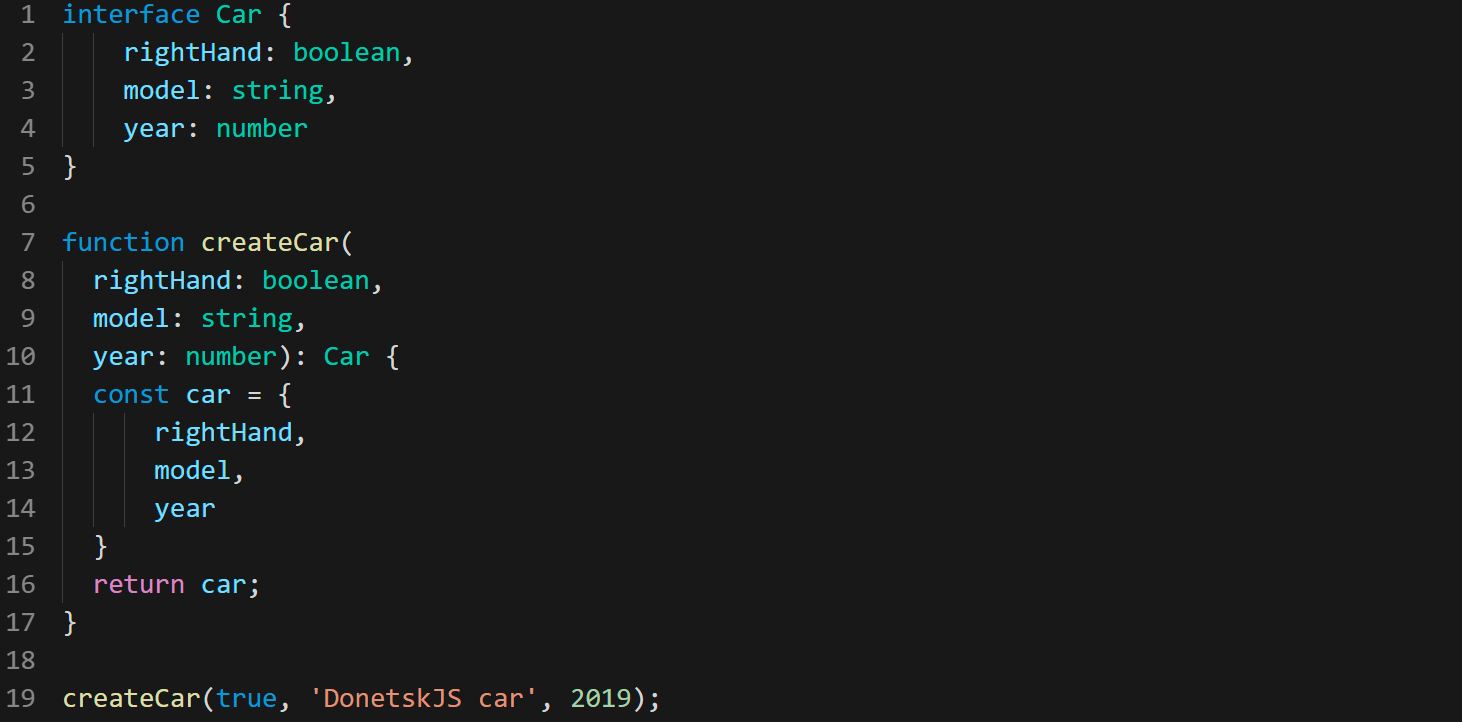 1 interface Car {
2     rightHand: boolean,
3     model: string,
4     year: number
5 }
6
7 function createCar(
8   rightHand: boolean,
9   model: string,
10   year: number): Car {
11   const car = {
12       rightHand,
13       model,
14       year
15   }
16   return car;
17 }
18
19 createCar(true, 'DonetskJS car', 2019);